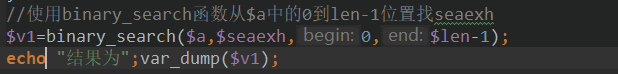 //使用binary_search函数从$a中的0到len-1位置找seaexh
$v1=binary_search($a,$seaexh, begin: 0, end: $len-1);
echo "结果为";var_dump($v1);